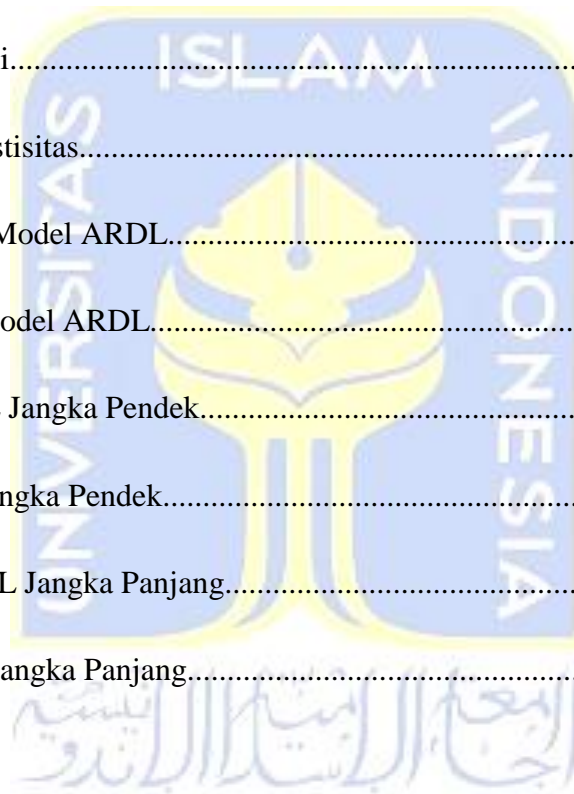 i........................................................................
ISLAM
stisitas..............................................................
Model ARDL................................................
odel ARDL...................................................
Jangka Pendek............................................
ngka Pendek.................................................
L Jangka Panjang.........................................
angka Panjang..............................................
UNIVERSITAS
INDONESIA